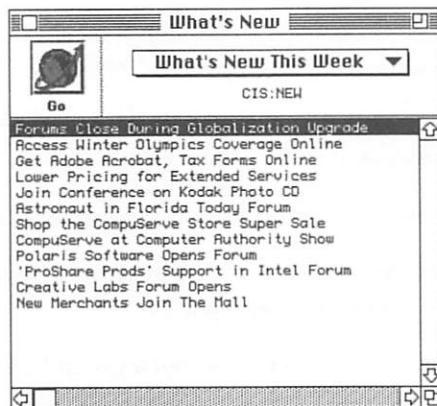 What's New
What's New This Week
Go
CIS:NEW
Forums Close During Globalization Upgrade
Access Winter Olympics Coverage Online
Get Adobe Acrobat, Tax Forms Online
Lower Pricing for Extended Services
Join Conference on Kodak Photo CD
Astronaut in Florida Today Forum
Shop the CompuServe Store Super Sale
CompuServe at Computer Authority Show
Polaris Software Opens Forum
'ProShare Prods' Support in Intel Forum
Creative Labs Forum Opens
New Merchants Join The Mall